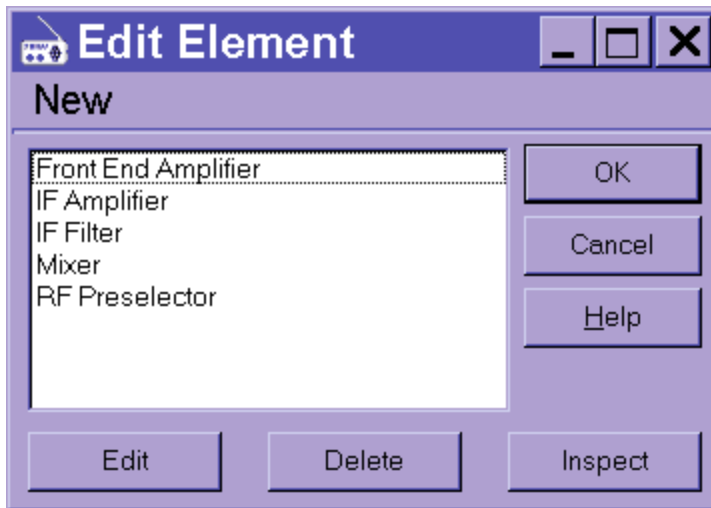 Edit Element
New
Front End Amplifier
IF Amplifier
IF Filter
Mixer
RF Preselector
OK
Cancel
Help
Edit
Delete
Inspect